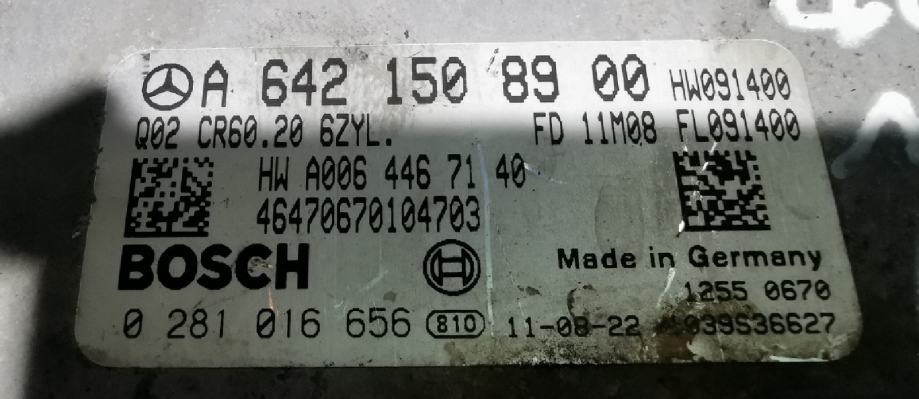 A 642 150 89 00 HW091400
Q02 CR60.20 6ZYL. FD 11M08 FL091400
HW A006 446 71 40
46470670104703
BOSCH
Made in Germany
1255 0670
0 281 016 656 810 11-08-22 1039S36627